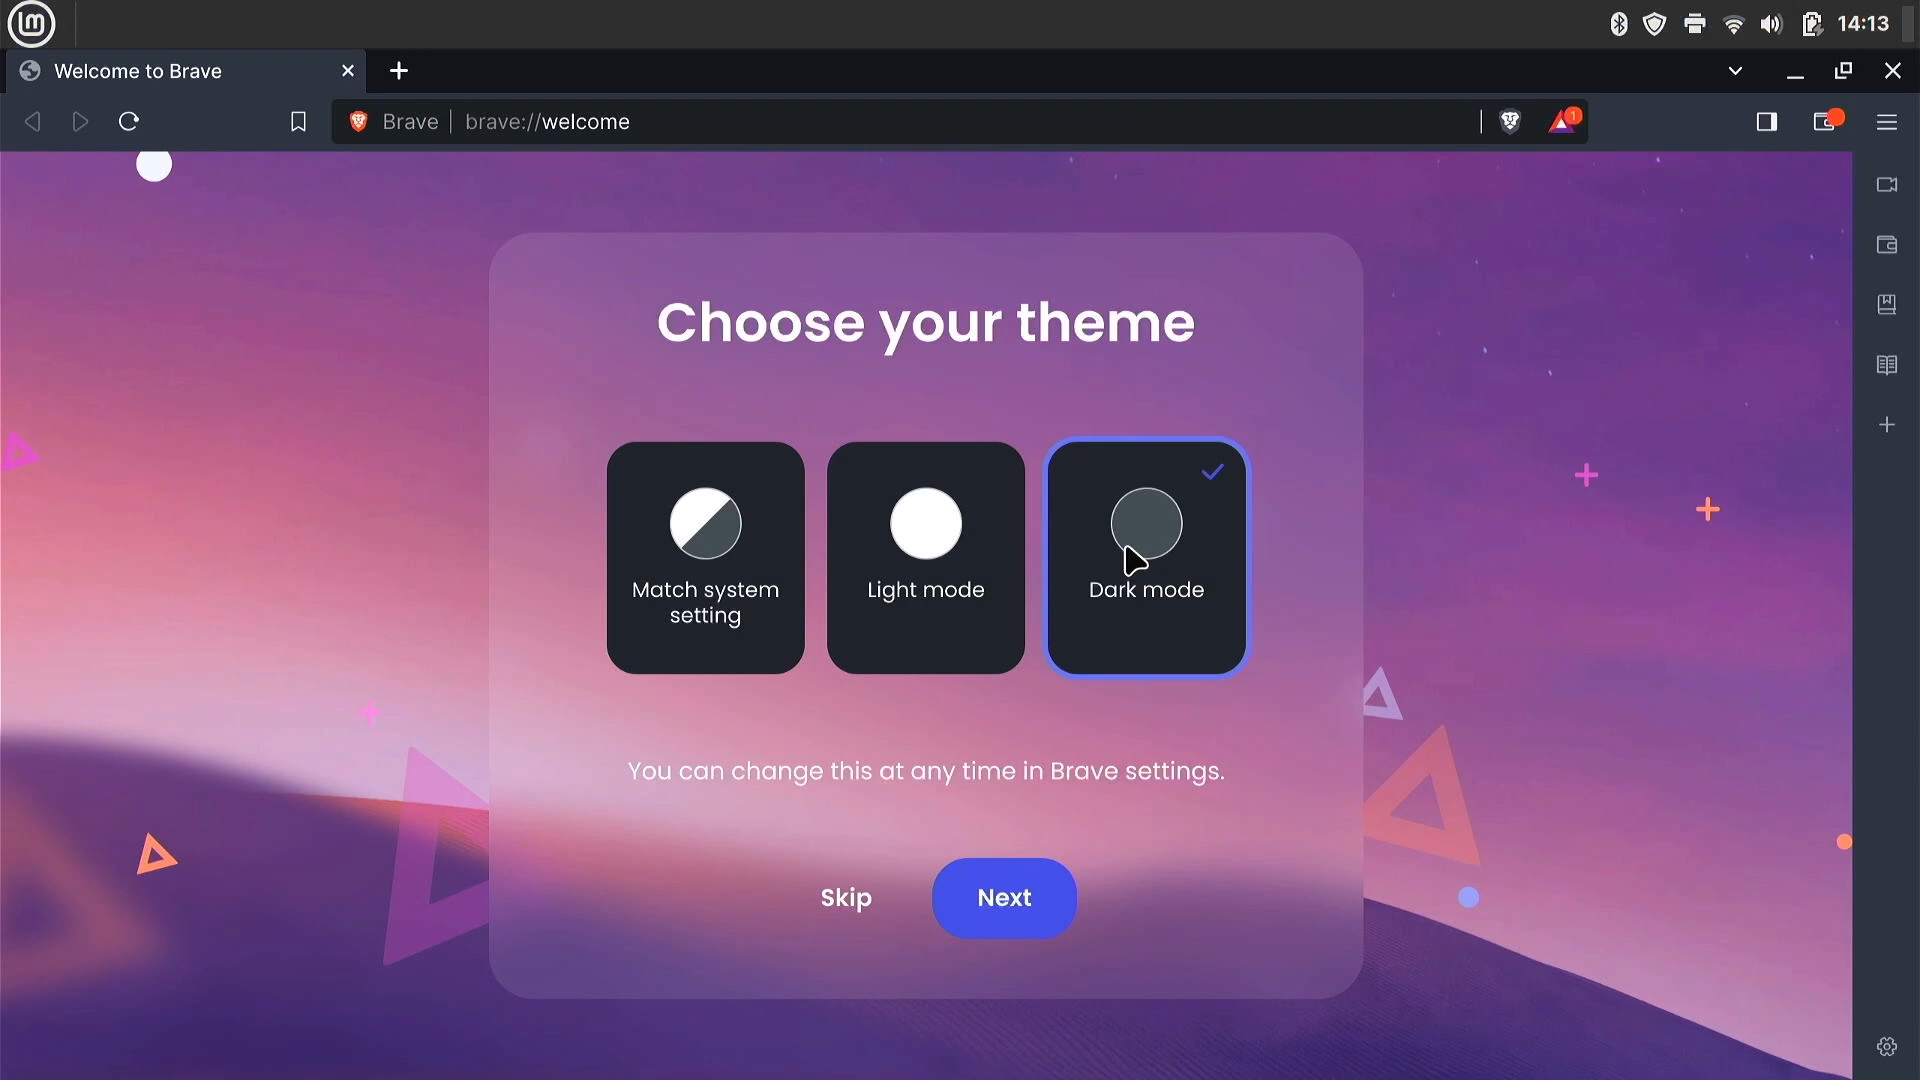 14:13
Welcome to Brave
Brave | brave://welcome
1
Choose your theme
Match system
setting
Light mode
Dark mode
You can change this at any time in Brave settings.
Skip
Next